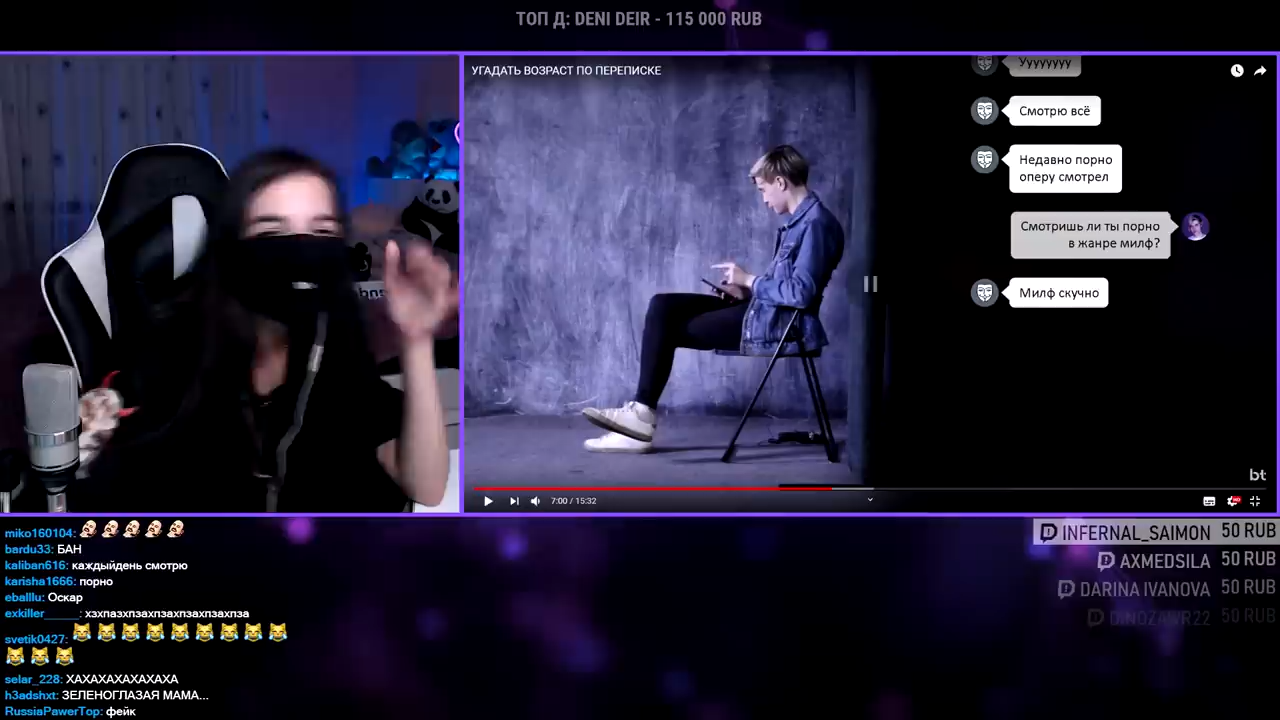 ТОП Д: DENI DEIR - 115 000 RUB
УГАДАТЬ ВОЗРАСТ ПО ПЕРЕПИСКЕ
Ууууууу
Смотрю всё
Недавно порно
оперу смотрел
Смотришь ли ты порно
в жанре милф?
Милф скучно
bt
7:00 / 15:32
miko160104:
bardu33: БАН
kaliban616: каждыйдень смотрю
karisha1666: порно
eballlu: Оскар
exkiller_____: хзхпазхпзахпзахпзахпзахпза
svetik0427:
selar_228: ХАХАХАХАХАХАХА
h3adshxt: ЗЕЛЕНОГЛАЗАЯ МАМА...
RussiaPawerTop: фейк
INFERNAL_SAIMON 50 RUB
AXMEDSILA 50 RUB
DARINA IVANOVA 50 RUB
DINOZAWR22 50 RUB